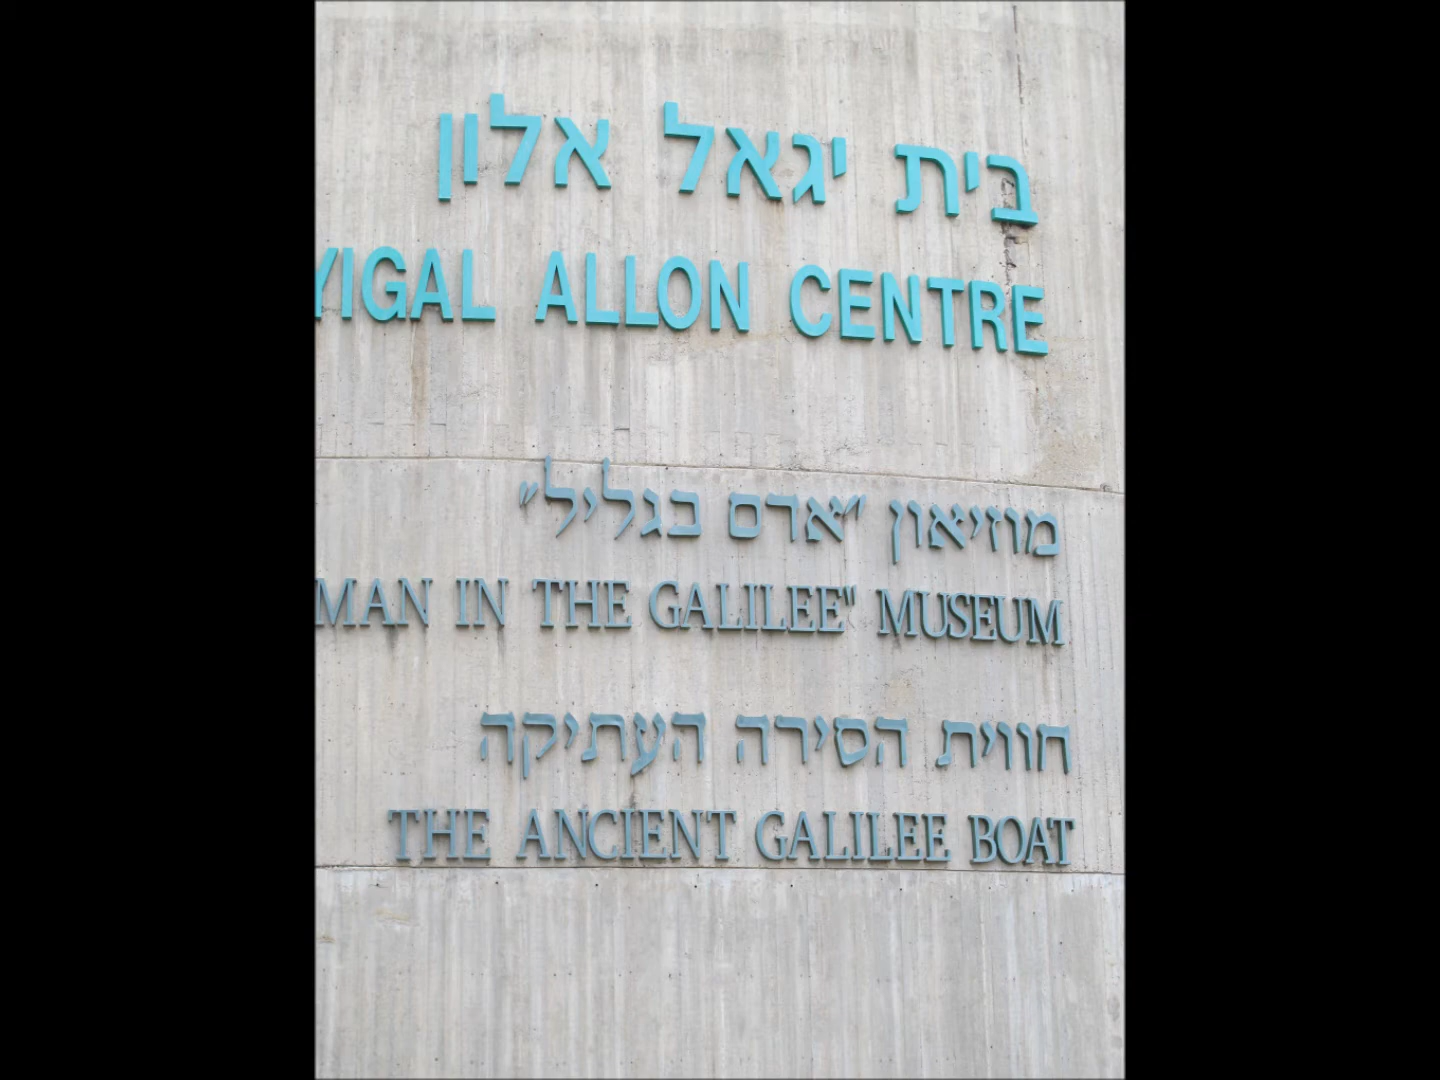 בית יגאל אלון
YIGAL ALLON CENTRE
מוזיאון "אדם בגליל"
MAN IN THE GALILEE" MUSEUM
חווית הסירה העתיקה
THE ANCIENT GALILEE BOAT